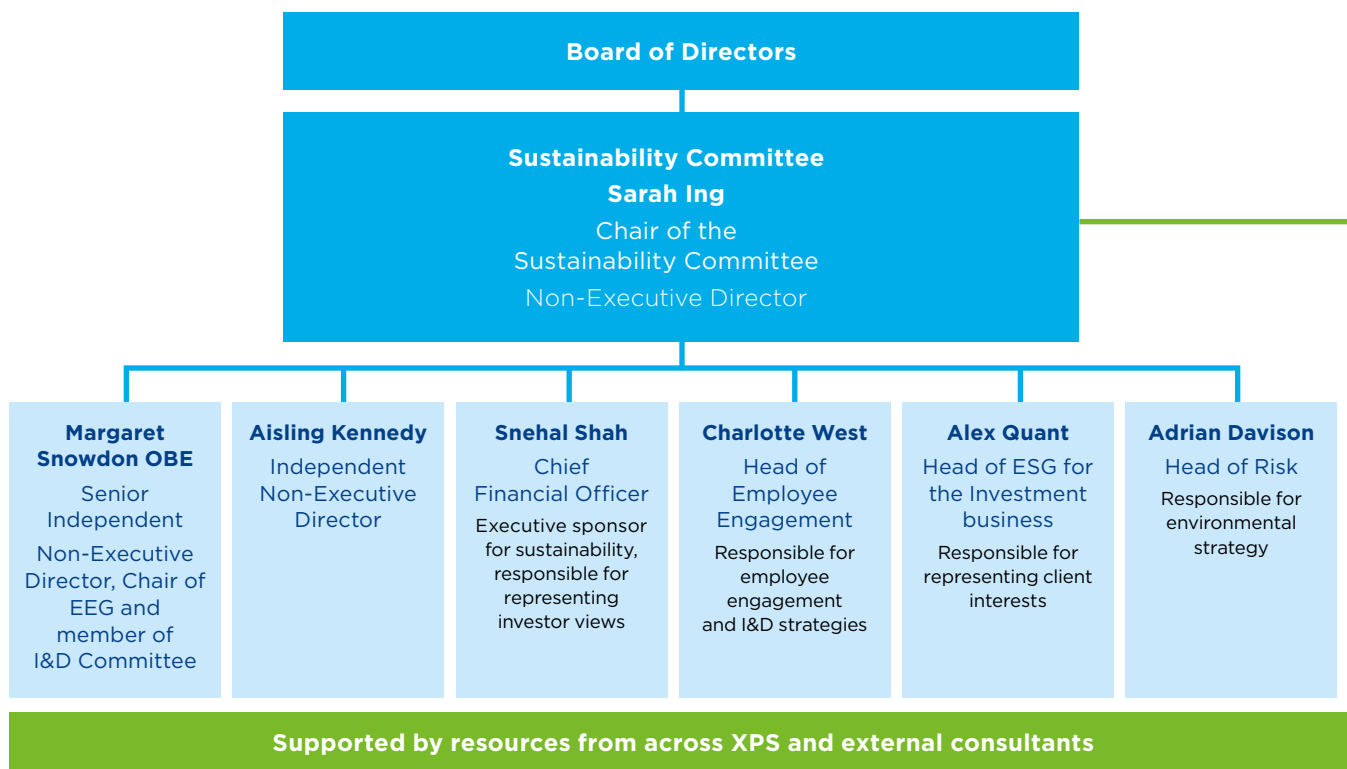 Board of Directors
Sustainability Committee
Sarah Ing
Chair of the
Sustainability Committee
Non-Executive Director
Margaret
Snowdon OBE
Senior
Independent
Non-Executive
Director, Chair of
EEG and
member of
I&D Committee
Aisling Kennedy
Independent
Non-Executive
Director
Snehal Shah
Chief
Financial Officer
Executive sponsor
for sustainability,
responsible for
representing
investor views
Charlotte West
Head of
Employee
Engagement
Responsible for
employee
engagement
and I&D strategies
Alex Quant
Head of ESG for
the Investment
business
Responsible for
representing client
interests
Adrian Davison
Head of Risk
Responsible for
environmental
strategy
Supported by resources from across XPS and external consultants